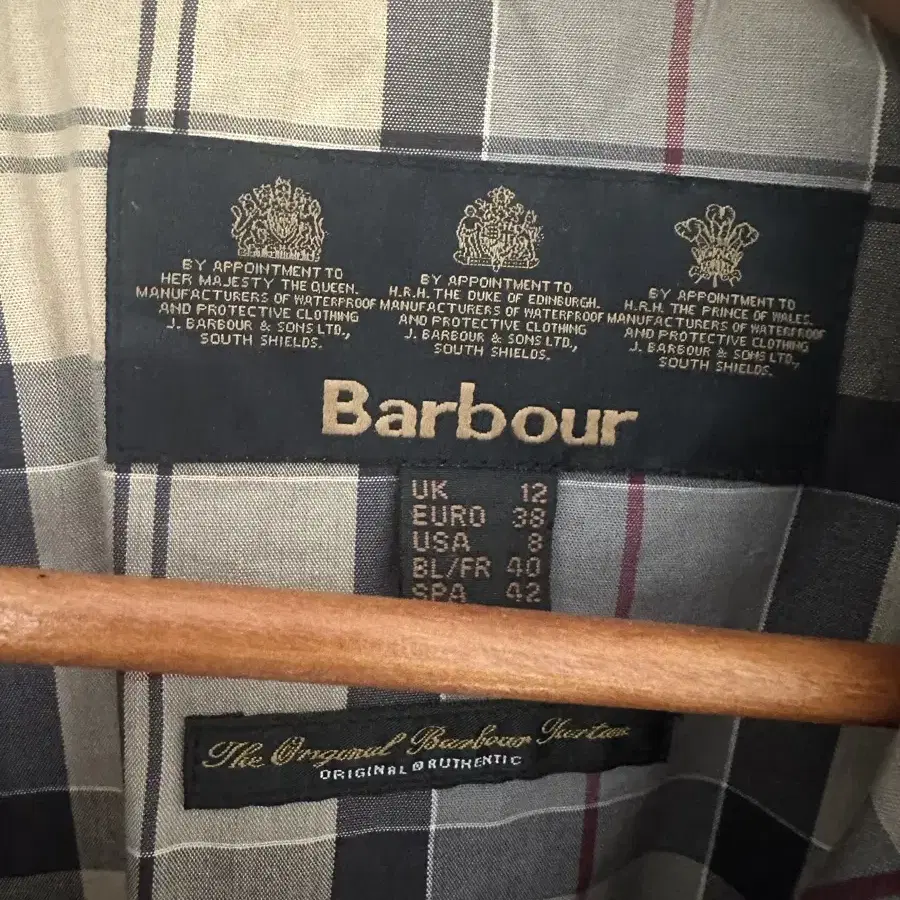 BY APPOINTMENT TO
HER MAJESTY THE QUEEN.
MANUFACTURERS OF WATERPROOF
AND PROTECTIVE CLOTHING
J. BARBOUR & SONS LTD.,
SOUTH SHIELDS.
BY APPOINTMENT TO
H.R.H. THE DUKE OF EDINBURGH.
MANUFACTURERS OF WATERPROOF
AND PROTECTIVE CLOTHING
J. BARBOUR & SONS LTD.,
SOUTH SHIELDS.
BY APPOINTMENT TO
H.R.H. THE PRINCE OF WALES.
MANUFACTURERS OF WATERPROOF
AND PROTECTIVE CLOTHING
J. BARBOUR & SONS LTD.,
SOUTH SHIELDS.
Barbour
UK 12
EURO 38
USA 8
BL/FR 40
SPA 42
The Original Barbour Tartan
ORIGINAL & AUTHENTIC